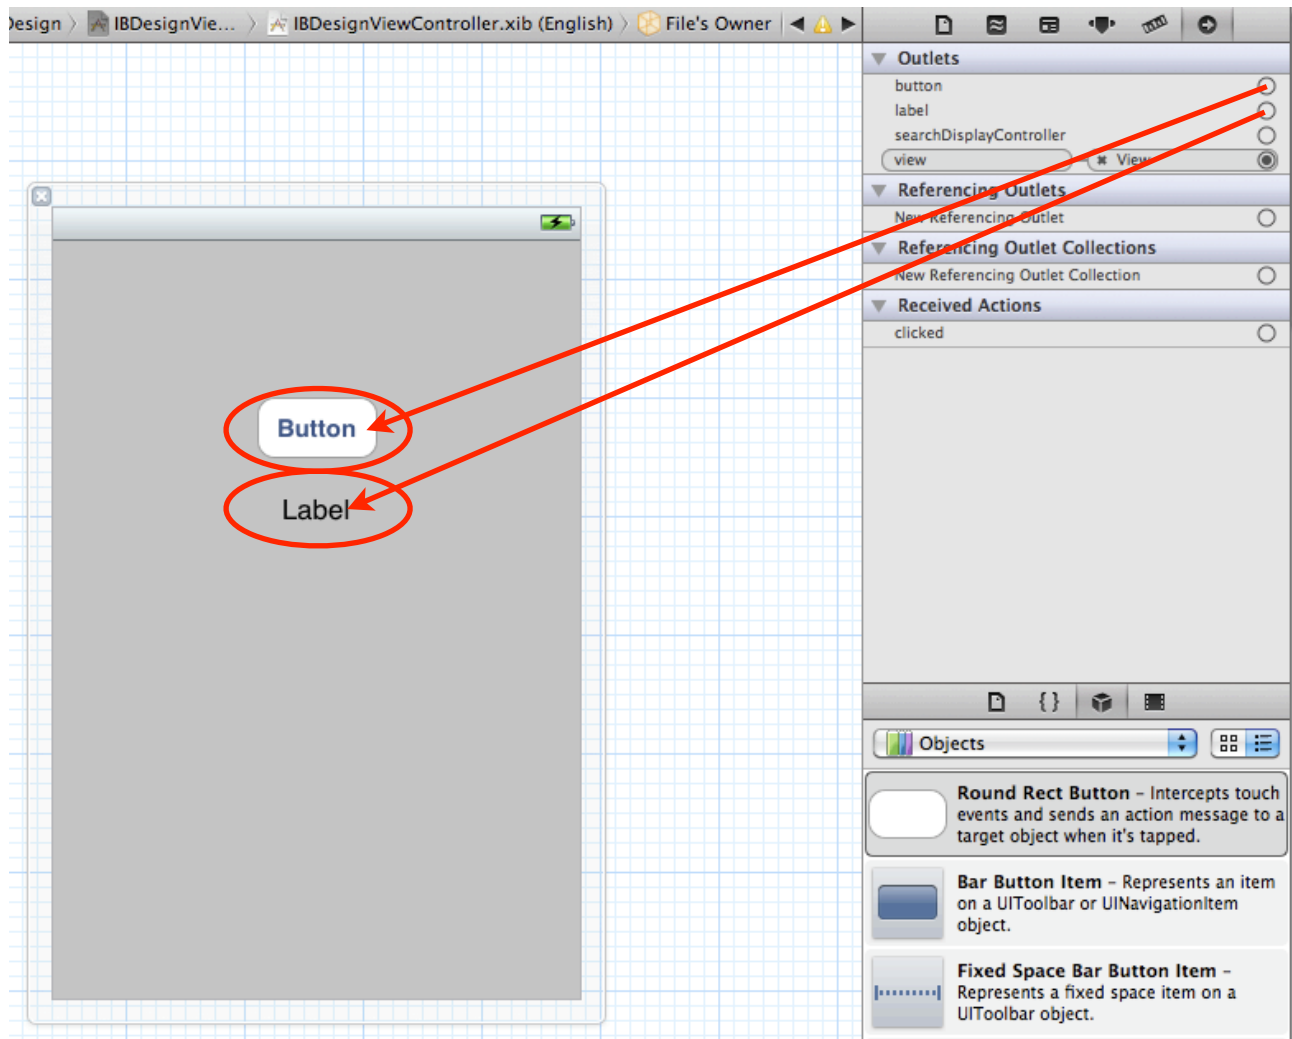 Design IBDesignVie... IBDesignViewController.xib (English) File's Owner
Outlets
button
label
searchDisplayController
view View
Referencing Outlets
New Referencing Outlet
Referencing Outlet Collections
New Referencing Outlet Collection
Received Actions
clicked
Button
Label
{ }
Objects
Round Rect Button – Intercepts touch
events and sends an action message to a
target object when it's tapped.
Bar Button Item – Represents an item
on a UIToolbar or UINavigationItem
object.
Fixed Space Bar Button Item –
Represents a fixed space item on a
UIToolbar object.